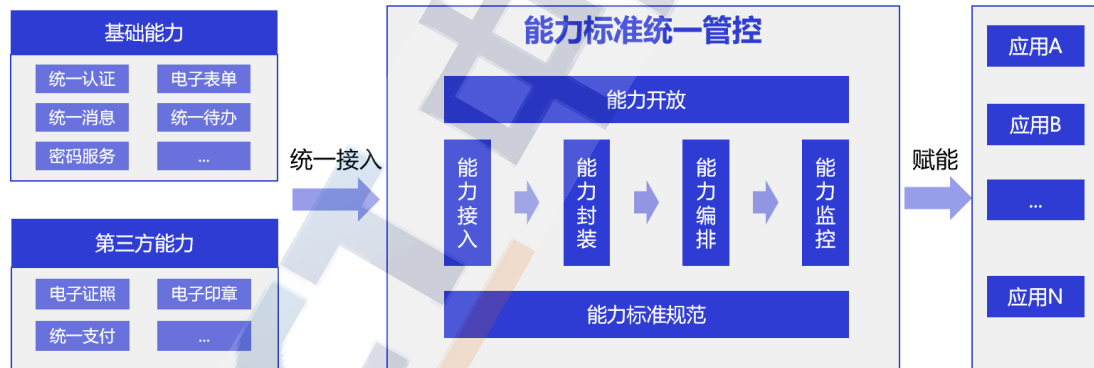 基础能力
统一认证
电子表单
统一消息
统一待办
密码服务
...
第三方能力
电子证照
电子印章
统一支付
...
统一接入
能力标准统一管控
能力开放
能力接入
能力封装
能力编排
能力监控
能力标准规范
赋能
应用A
应用B
...
应用N